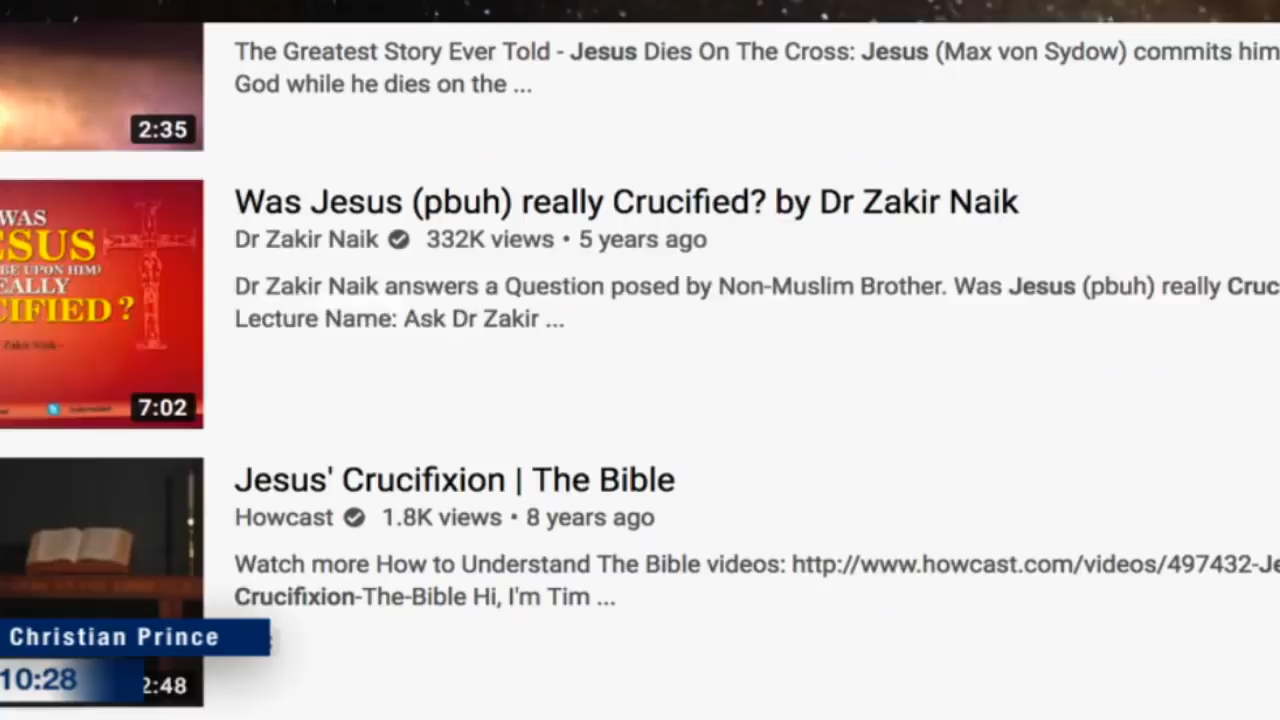 The Greatest Story Ever Told - Jesus Dies On The Cross: Jesus (Max von Sydow) commits him
God while he dies on the ...
2:35
WAS
ESUS
BE UPON HIM)
EALLY
CIFIED ?
Zakir Naik -
7:02
Was Jesus (pbuh) really Crucified? by Dr Zakir Naik
Dr Zakir Naik 332K views • 5 years ago
Dr Zakir Naik answers a Question posed by Non-Muslim Brother. Was Jesus (pbuh) really Cruc
Lecture Name: Ask Dr Zakir ...
Jesus' Crucifixion | The Bible
Howcast 1.8K views • 8 years ago
Watch more How to Understand The Bible videos: http://www.howcast.com/videos/497432-Je
Crucifixion-The-Bible Hi, I'm Tim ...
Christian Prince
10:28
2:48